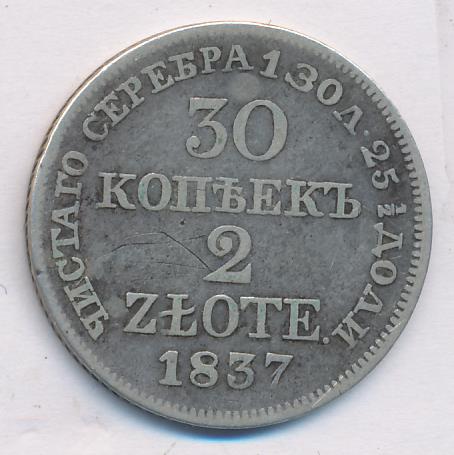 ЧИСТАГО СЕРЕБРА 1 ЗОЛ. 25 ½ ДОЛИ
30
КОПѢЕКЪ
2
ZŁOTE.
1837